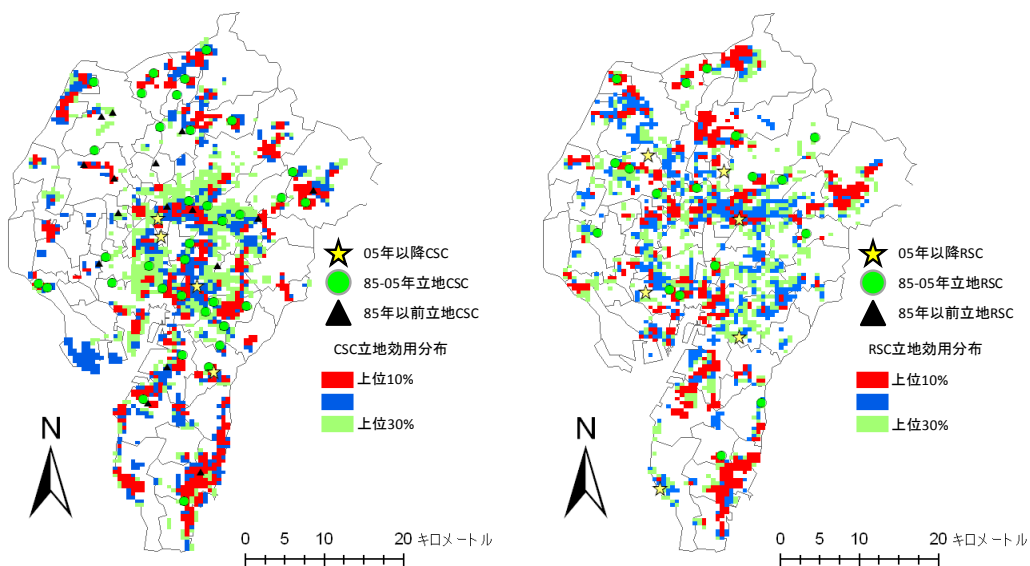 05年以降CSC
85-05年立地CSC
85年以前立地CSC
CSC立地効用分布
上位10%
上位30%
N
0 5 10 20 キロメートル
05年以降RSC
85-05年立地RSC
85年以前立地RSC
RSC立地効用分布
上位10%
上位30%
N
0 5 10 20 キロメートル